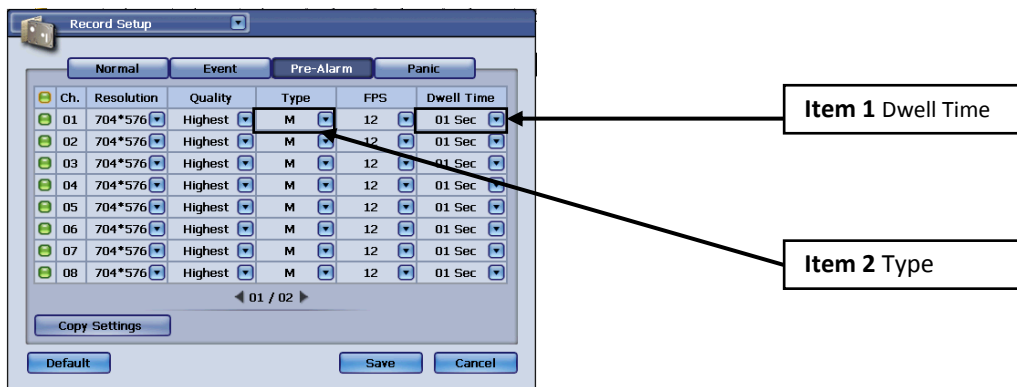 Record Setup
Normal Event Pre-Alarm Panic
Ch. Resolution Quality Type FPS Dwell Time
01 704*576 Highest M 12 01 Sec
02 704*576 Highest M 12 01 Sec
03 704*576 Highest M 12 01 Sec
04 704*576 Highest M 12 01 Sec
05 704*576 Highest M 12 01 Sec
06 704*576 Highest M 12 01 Sec
07 704*576 Highest M 12 01 Sec
08 704*576 Highest M 12 01 Sec
01 / 02
Copy Settings
Default Save Cancel
Item 1 Dwell Time
Item 2 Type